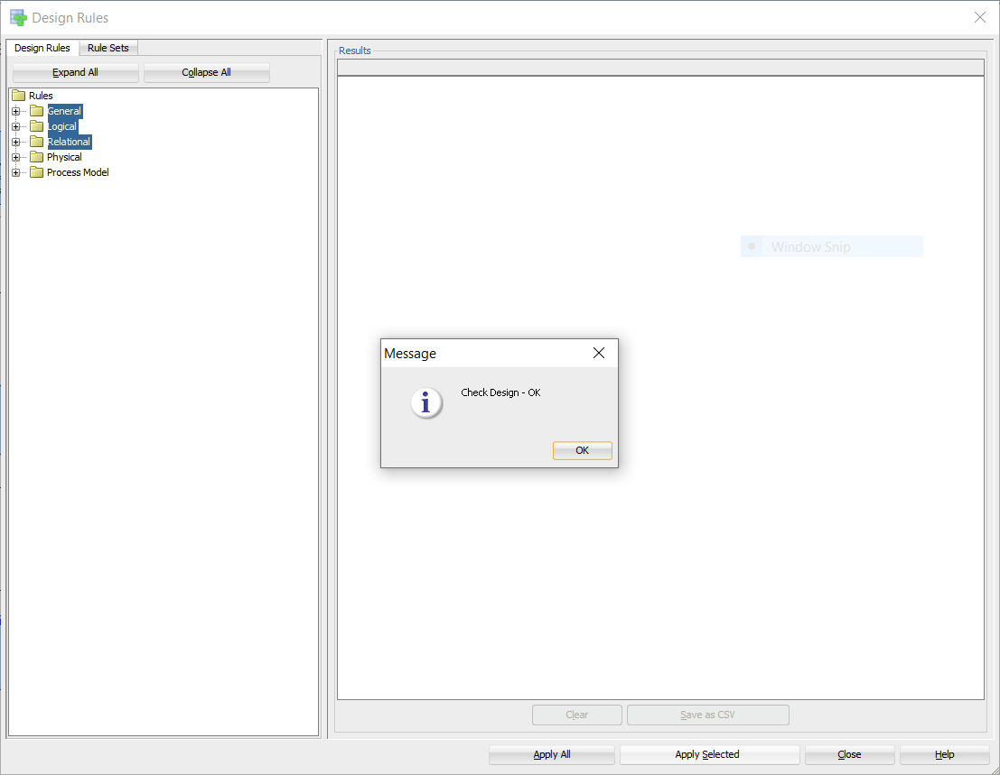 Design Rules
Design Rules
Rule Sets
Expand All
Collapse All
Rules
General
Logical
Relational
Physical
Process Model
Results
Window Snip
Message
i
Check Design - OK
OK
Clear
Save as CSV
Apply All
Apply Selected
Close
Help